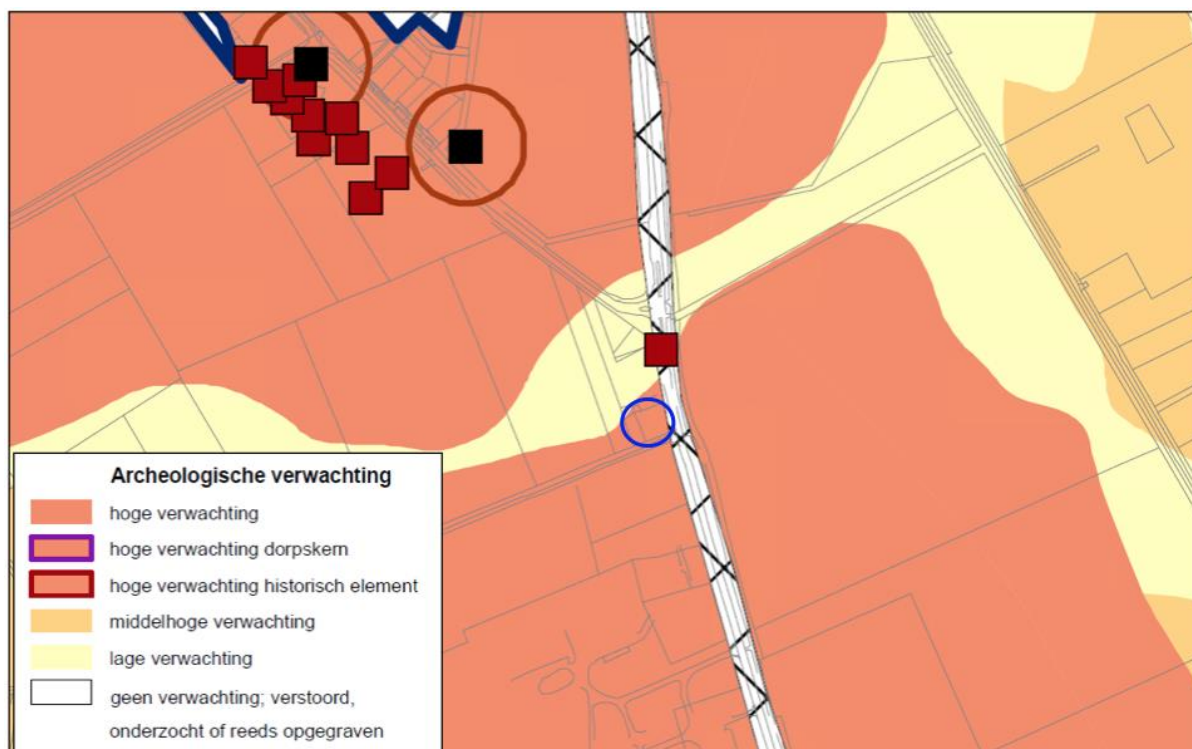 Archeologische verwachting
hoge verwachting
hoge verwachting dorpskern
hoge verwachting historisch element
middelhoge verwachting
lage verwachting
geen verwachting; verstoord,
onderzocht of reeds opgegraven